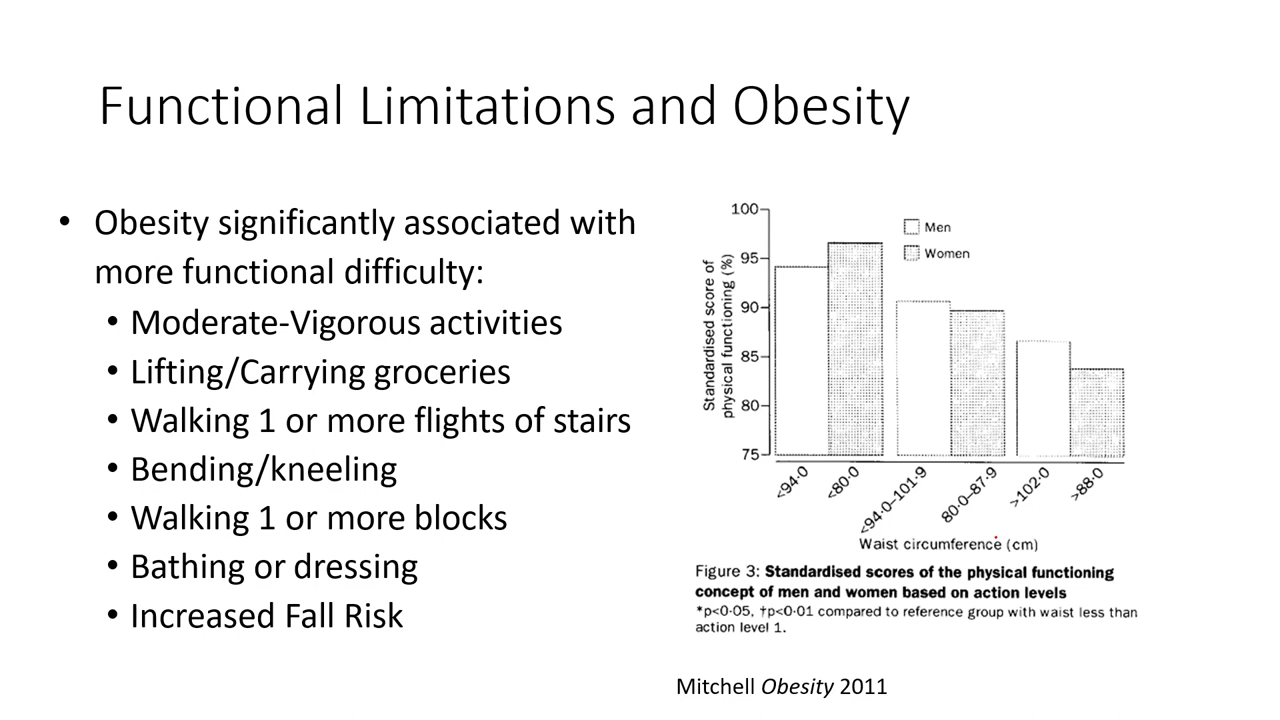 Functional Limitations and Obesity
• Obesity significantly associated with
more functional difficulty:
• Moderate-Vigorous activities
• Lifting/Carrying groceries
• Walking 1 or more flights of stairs
• Bending/kneeling
• Walking 1 or more blocks
• Bathing or dressing
• Increased Fall Risk
Standardised score of
physical functioning (%)
100
95
90
85
80
75
Men
Women
<94·0
<80·0
<94·0–101·9
80·0–87·9
>102·0
>88·0
Waist circumference (cm)
Figure 3: Standardised scores of the physical functioning
concept of men and women based on action levels
*p<0·05, †p<0·01 compared to reference group with waist less than
action level 1.
Mitchell Obesity 2011